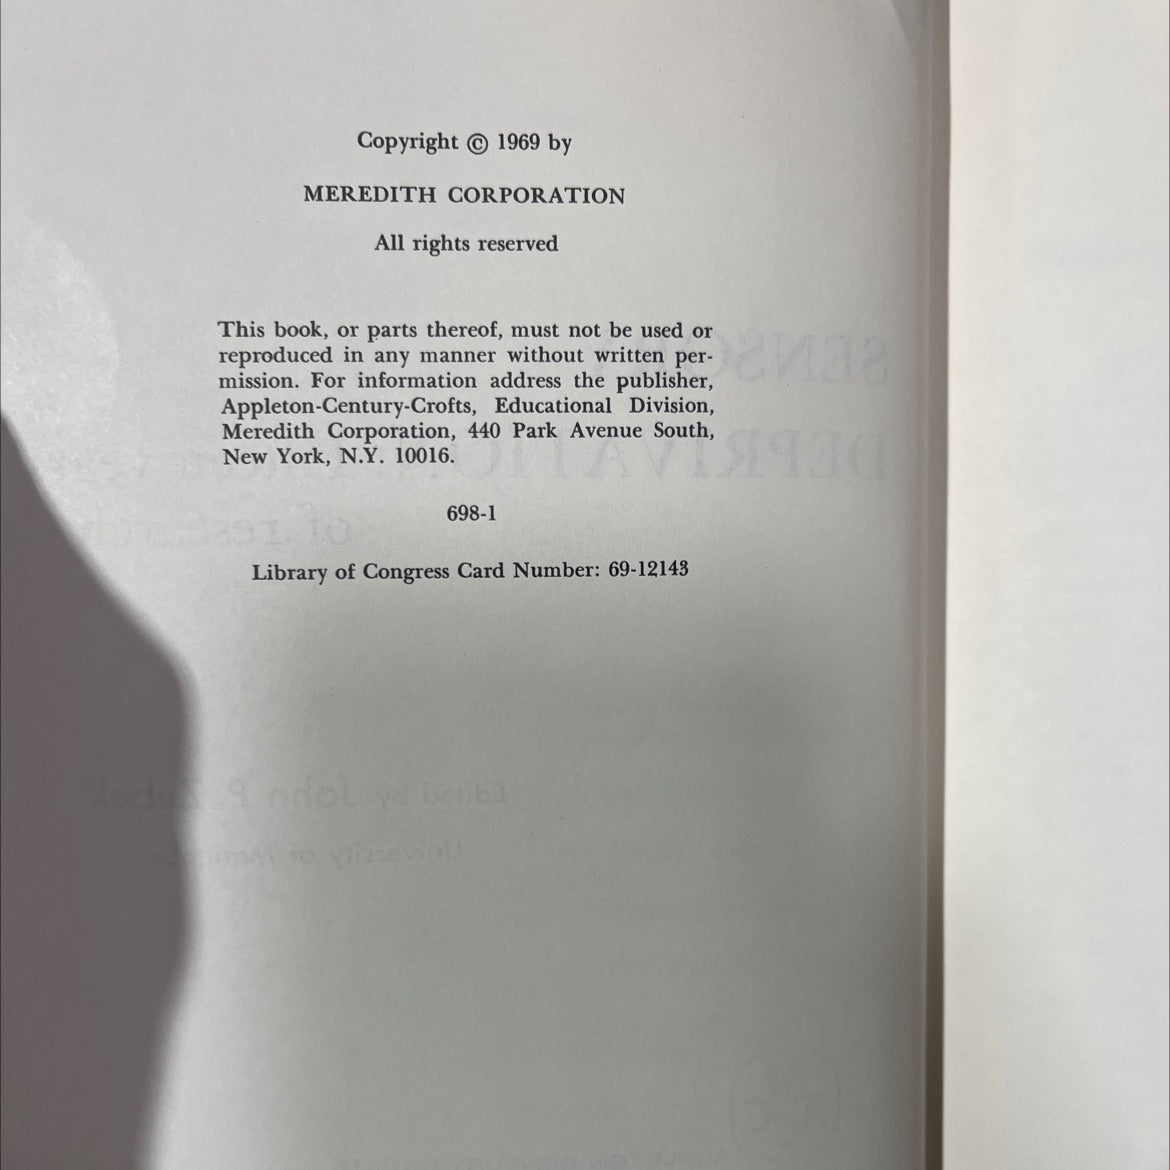 Copyright © 1969 by
MEREDITH CORPORATION
All rights reserved
This book, or parts thereof, must not be used or
reproduced in any manner without written per-
mission. For information address the publisher,
Appleton-Century-Crofts, Educational Division,
Meredith Corporation, 440 Park Avenue South,
New York, N.Y. 10016.
698-1
Library of Congress Card Number: 69-12143